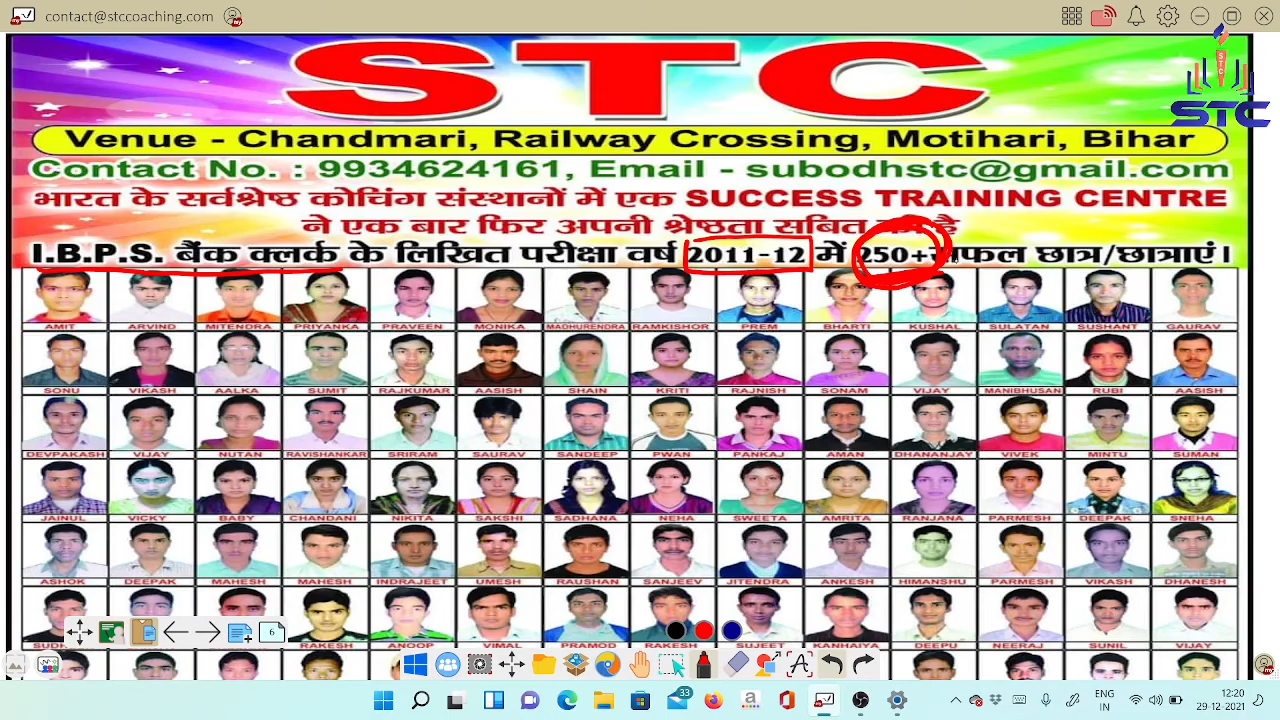 contact@stccoaching.com
STC
STC
STC
Venue - Chandmari, Railway Crossing, Motihari, Bihar
Contact No. : 9934624161, Email - subodhstc@gmail.com
भारत के सर्वश्रेष्ठ कोचिंग संस्थानों में एक SUCCESS TRAINING CENTRE
ने एक बार फिर अपनी श्रेष्ठता सबित है
I.B.P.S. बैंक क्लर्क के लिखित परीक्षा वर्ष 2011-12 में 250+ छात्र/छात्राएं।
AMIT ARVIND MITENDRA PRIYANKA PRAVEEN MONIKA MADHURENDRA RAMKISHOR PREM BHARTI KUSHAL SULATAN SUSHANT GAURAV
SONU VIKASH AALKA SUMIT RAJKUMAR AASISH SHAIN KRITI RAJNISH SONAM VIJAY MANIBHUSAN RUBI AASISH
DEVPAKASH VIJAY NUTAN RAVISHANKAR SRIRAM SAURAV SANDEEP PWAN PANKAJ AMAN DHANANJAY VIVEK MINTU SUMAN
JAINUL VICKY BABY CHANDANI NIKITA SAKSHI SADHANA NEHA SWEETA AMRITA RANJANA PARMESH DEEPAK SNEHA
ASHOK DEEPAK MAHESH MAHESH INDRAJEET UMESH RAUSHAN SANJEEV JITENDRA ANKESH HIMANSHU PARMESH VIKASH DHANESH
RAKESH ANOOP VIMAL PRAMOD RAKESH SUJEET KANHAIYA DEEPU NEERAJ SUNIL VIJAY
6
33
ENG
IN
12:20
29-12-2021